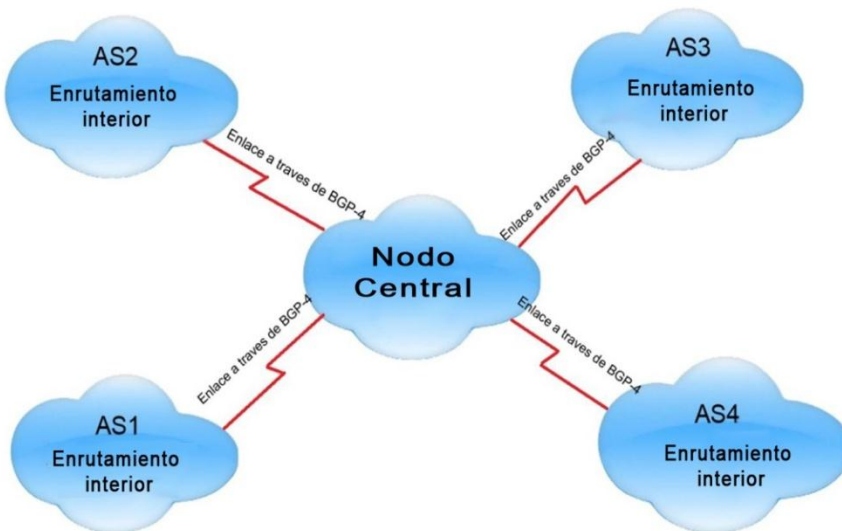 AS2
Enrutamiento
interior
AS3
Enrutamiento
interior
Enlace a traves de BGP-4
Enlace a traves de BGP-4
Nodo
Central
Enlace a traves de BGP-4
Enlace a traves de BGP-4
AS1
Enrutamiento
interior
AS4
Enrutamiento
interior